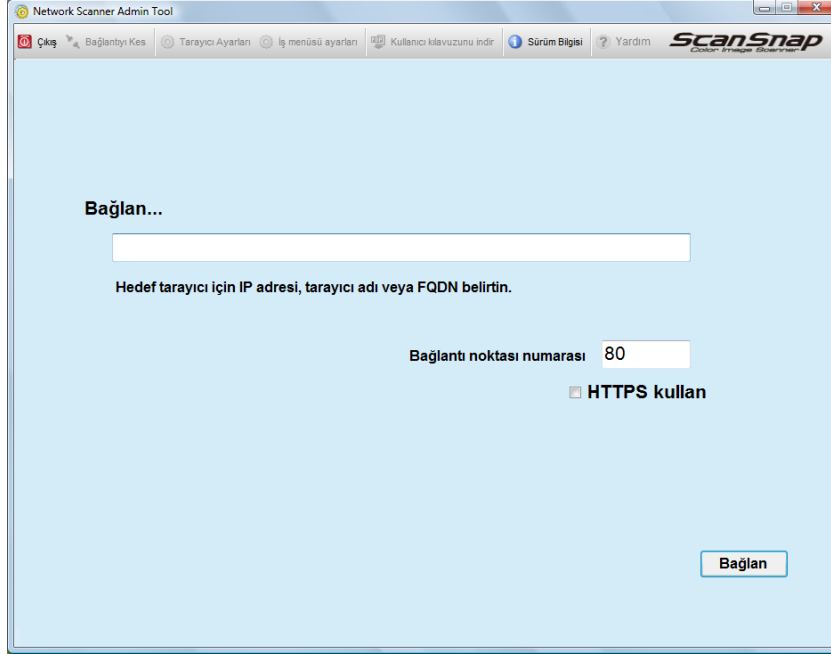 Network Scanner Admin Tool
Çıkış Bağlantıyı Kes Tarayıcı Ayarları İş menüsü ayarları Kullanıcı kılavuzunu indir Sürüm Bilgisi Yardım ScanSnap
Color Image Scanner
Bağlan...
Hedef tarayıcı için IP adresi, tarayıcı adı veya FQDN belirtin.
Bağlantı noktası numarası 80
HTTPS kullan
Bağlan